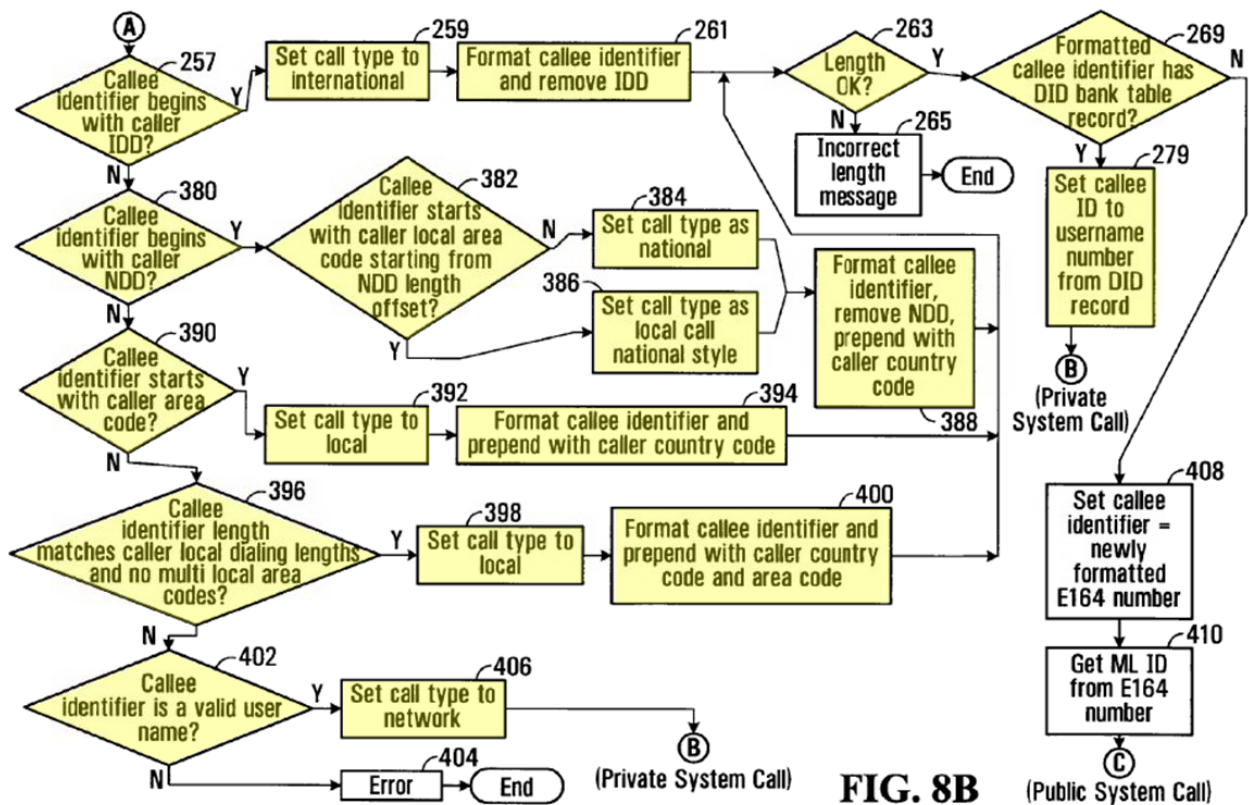 A
257
Callee
identifier begins
with caller
IDD?
Y
N
259
Set call type to
international
261
Format callee identifier
and remove IDD
263
Length
OK?
Y
N
265
Incorrect
length
message
End
269
Formatted
callee identifier has
DID bank table
record?
N
Y
279
Set callee
ID to
username
number
from DID
record
B
(Private
System Call)
380
Callee
identifier begins
with caller
NDD?
Y
N
382
Callee
identifier starts
with caller local area
code starting from
NDD length
offset?
N
Y
384
Set call type as
national
386
Set call type as
local call
national style
Format callee
identifier,
remove NDD,
prepend with
caller country
code
388
390
Callee
identifier starts
with caller area
code?
Y
N
392
Set call type to
local
394
Format callee identifier and
prepend with caller country code
396
Callee
identifier length
matches caller local dialing lengths
and no multi local area
codes?
Y
N
398
Set call type to
local
400
Format callee identifier and
prepend with caller country
code and area code
402
Callee
identifier is a valid user
name?
Y
N
406
Set call type to
network
B
(Private System Call)
404
Error
End
408
Set callee
identifier =
newly
formatted
E164 number
410
Get ML ID
from E164
number
C
(Public System Call)
FIG. 8B